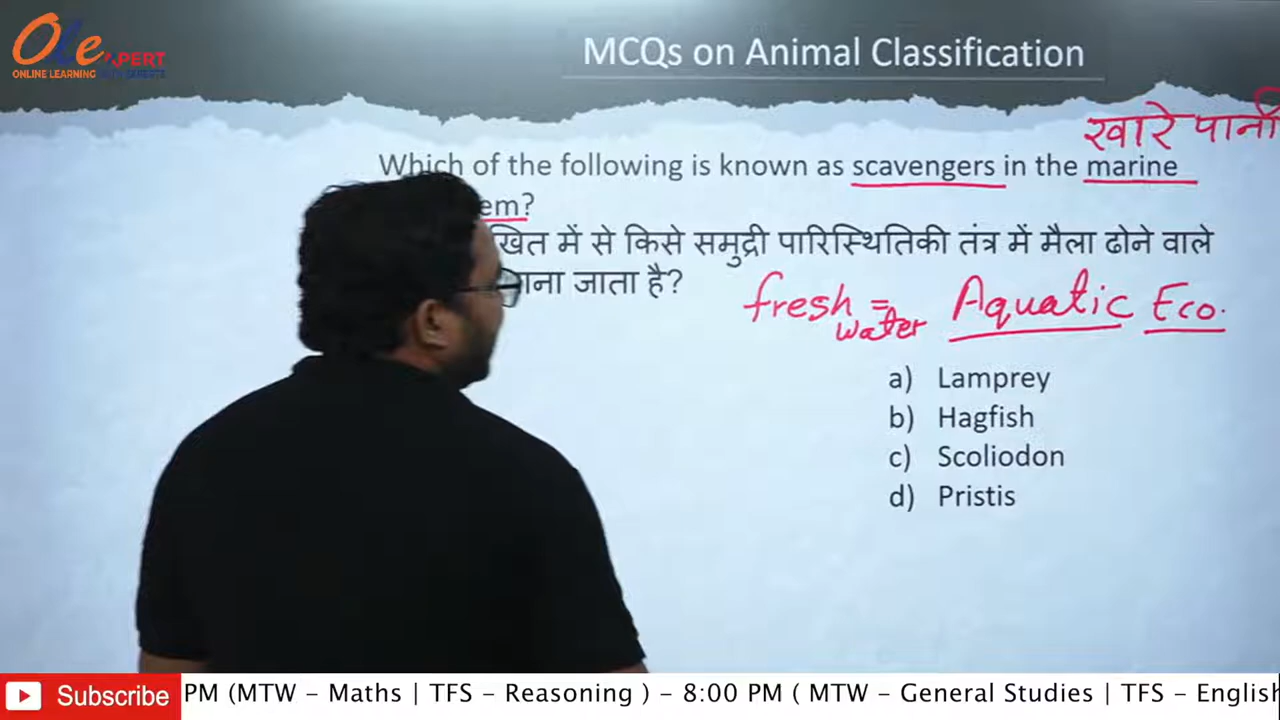 Ole XPERT
ONLINE LEARNING
MCQs on Animal Classification
खारे पानी
Which of the following is known as scavengers in the marine
em?
खित में से किसे समुद्री पारिस्थितिकी तंत्र में मैला ढोने वाले
जाता है?
fresh = Aquatic Eco.
water
a) Lamprey
b) Hagfish
c) Scoliodon
d) Pristis
Subscribe PM (MTW – Maths | TFS – Reasoning ) – 8:00 PM ( MTW – General Studies | TFS – English